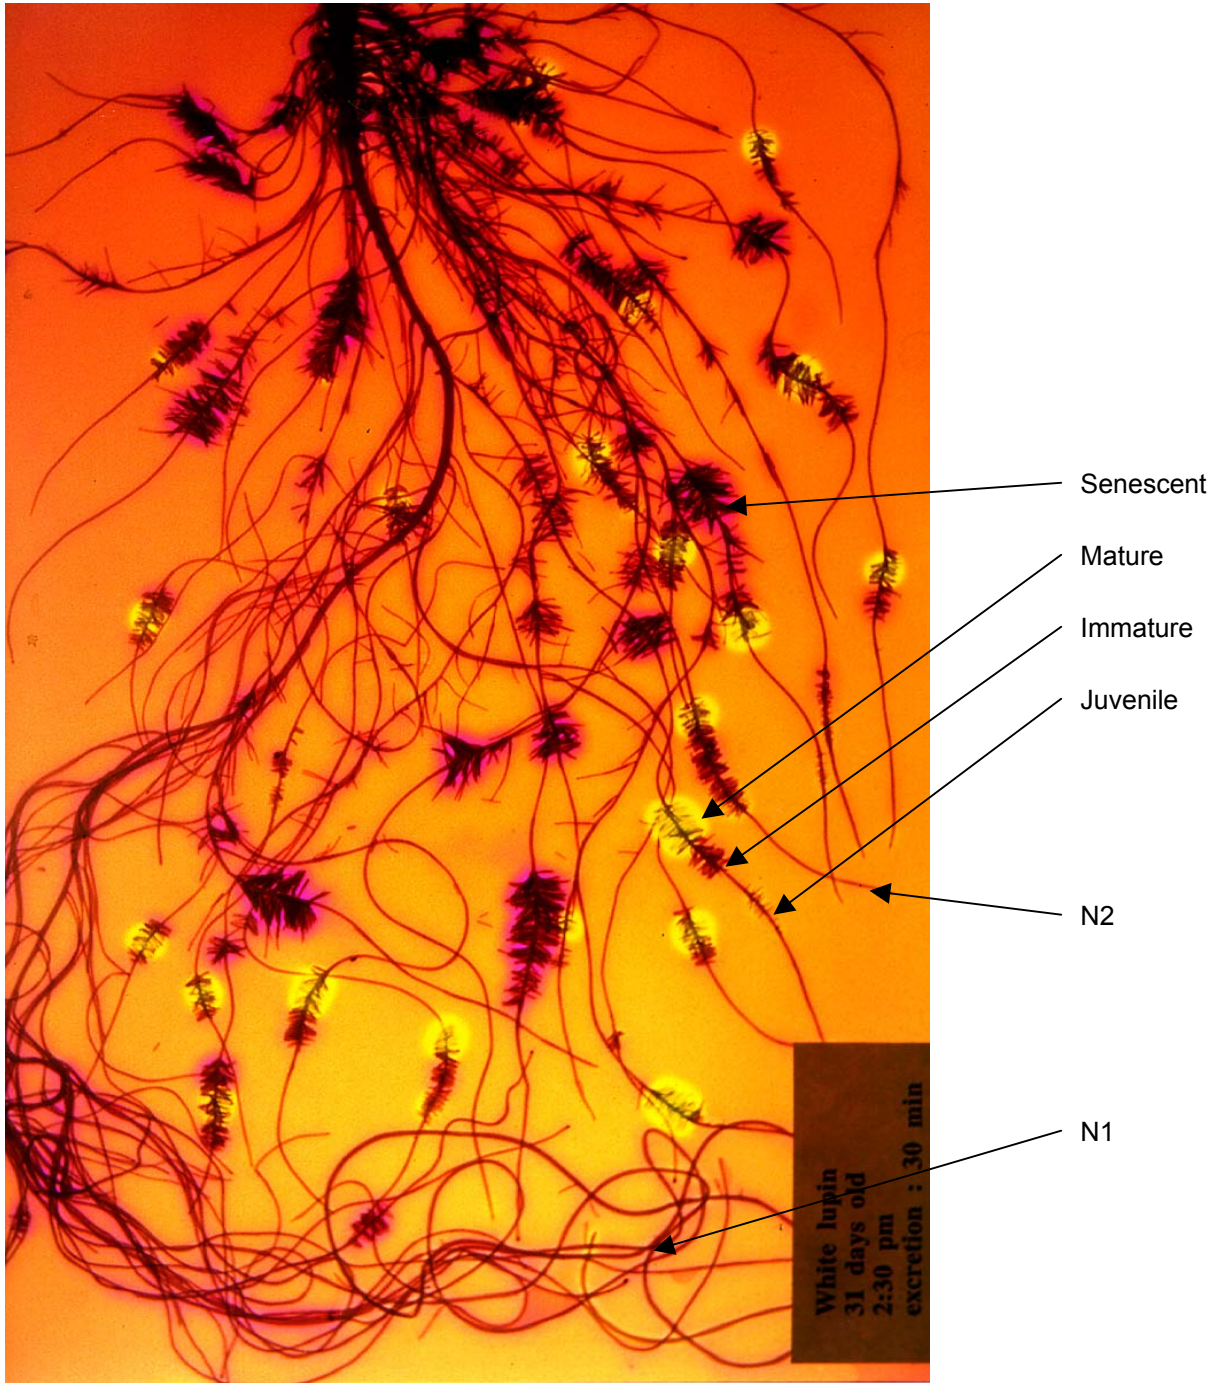 Senescent
Mature
Immature
Juvenile
N2
N1
White lupin
31 days old
2:30 pm
excretion : 30 min